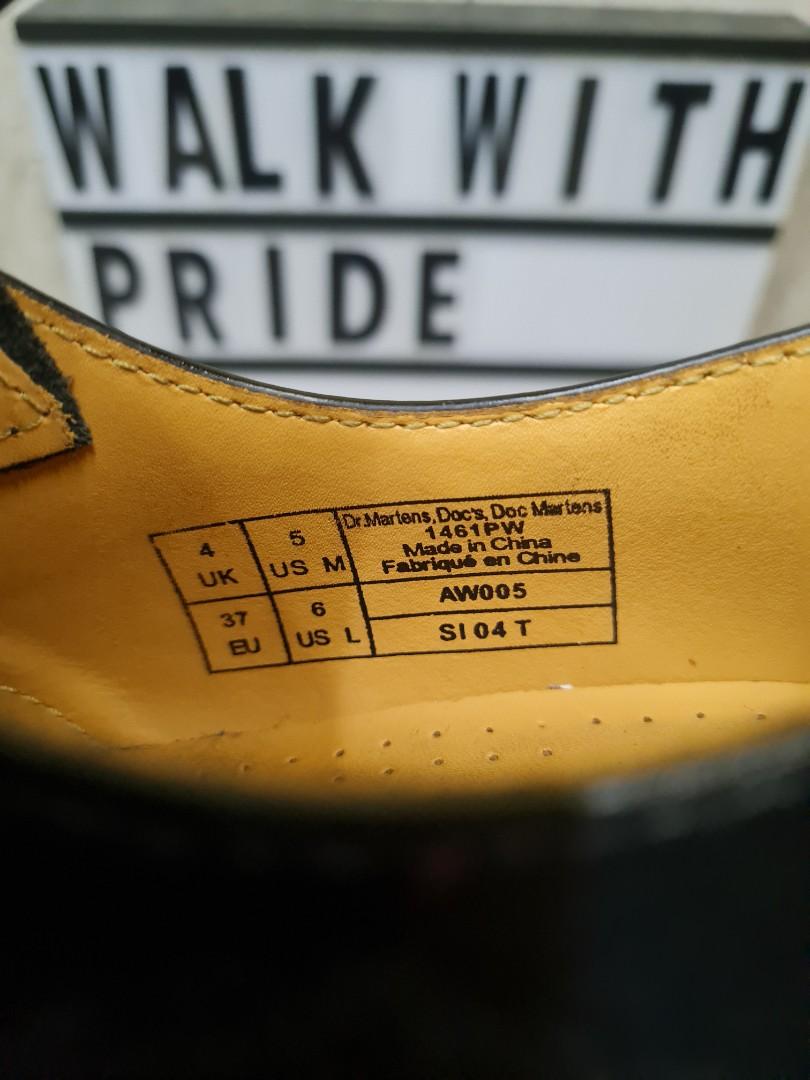 WALK WITH
PRIDE
4
UK
5
US M
37
EU
6
US L
Dr.Martens, Doc's, Doc Martens
1461PW
Made in China
Fabriqué en Chine
AW005
SI 04 T